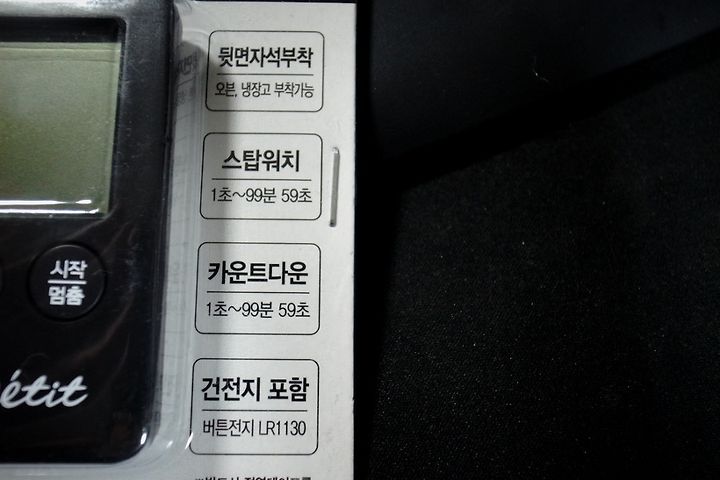 뒷면자석부착
오븐, 냉장고 부착가능
스탑워치
1초~99분 59초
카운트다운
1초~99분 59초
건전지 포함
버튼전지 LR1130
시작
멈춤
étit